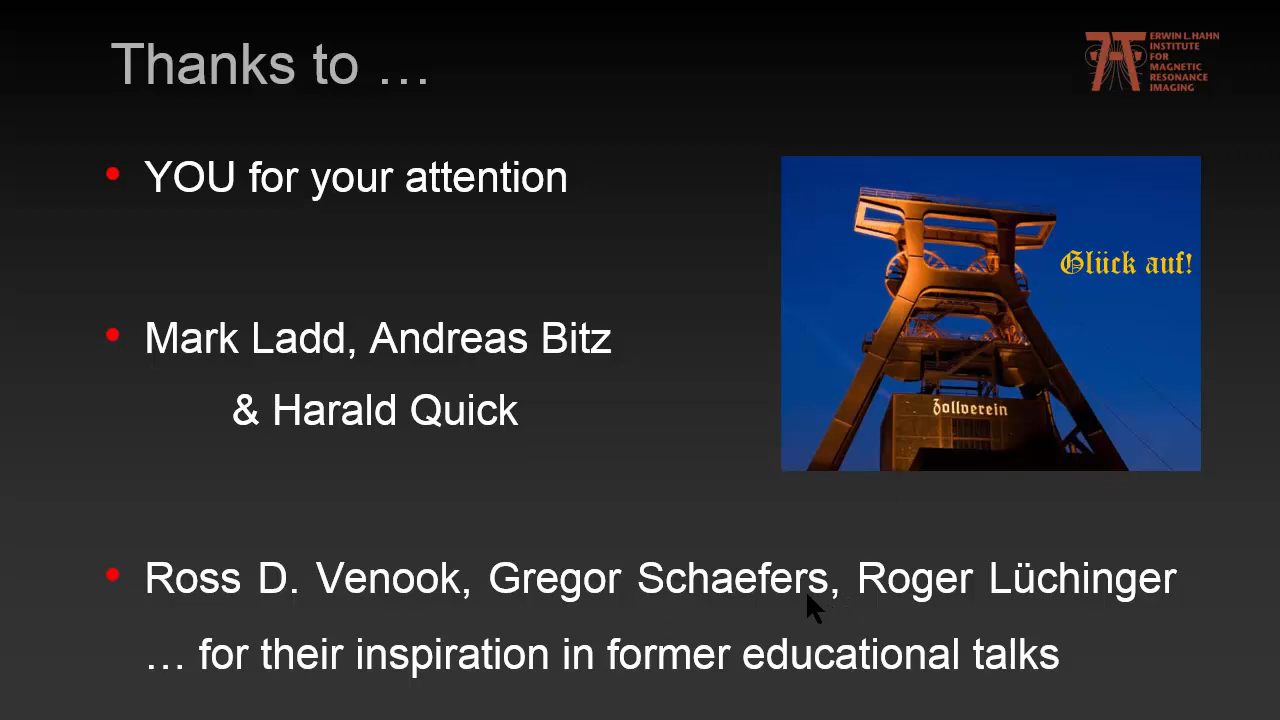 Thanks to …
ERWIN L. HAHN
INSTITUTE
FOR
MAGNETIC
RESONANCE
IMAGING
• YOU for your attention
Glück auf!
• Mark Ladd, Andreas Bitz
& Harald Quick
Zollverein
• Ross D. Venook, Gregor Schaefers, Roger Lüchinger
… for their inspiration in former educational talks